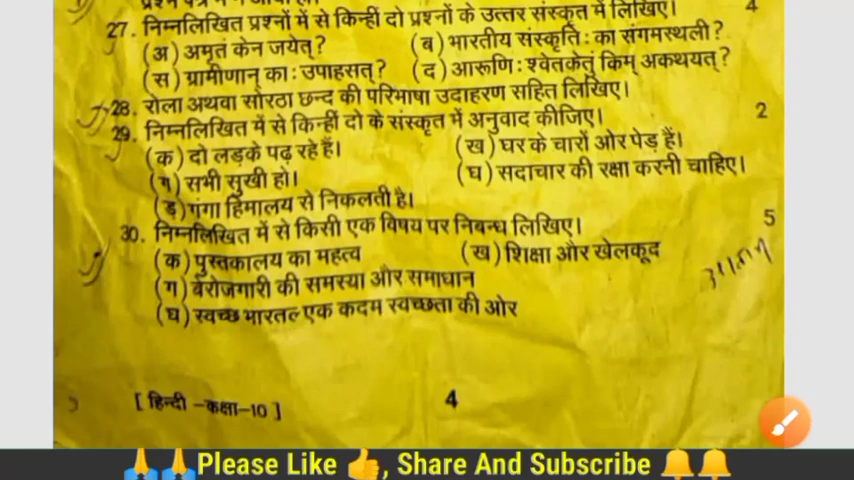 27. निम्नलिखित प्रश्नों में से किन्हीं दो प्रश्नों के उत्तर संस्कृत में लिखिए। 4
(अ) अमृतं केन जयेत्? (ब) भारतीय संस्कृति: का संगमस्थली?
(स) ग्रामीणान् का: उपाहसत्? (द) आरूणि: श्वेतकेतुं किम् अकथयत्?
28. रोला अथवा सोरठा छन्द की परिभाषा उदाहरण सहित लिखिए।
29. निम्नलिखित में से किन्हीं दो के संस्कृत में अनुवाद कीजिए। 2
(क) दो लड़के पढ़ रहे हैं। (ख) घर के चारों ओर पेड़ हैं।
(ग) सभी सुखी हो। (घ) सदाचार की रक्षा करनी चाहिए।
(ङ) गंगा हिमालय से निकलती है।
30. निम्नलिखित में से किसी एक विषय पर निबन्ध लिखिए। 5
(क) पुस्तकालय का महत्व (ख) शिक्षा और खेलकूद
(ग) बेरोजगारी की समस्या और समाधान
(घ) स्वच्छ भारतल एक कदम स्वच्छता की ओर
[ हिन्दी -कक्षा-10 ] 4
🙏🙏Please Like 👍, Share And Subscribe 🔔🔔